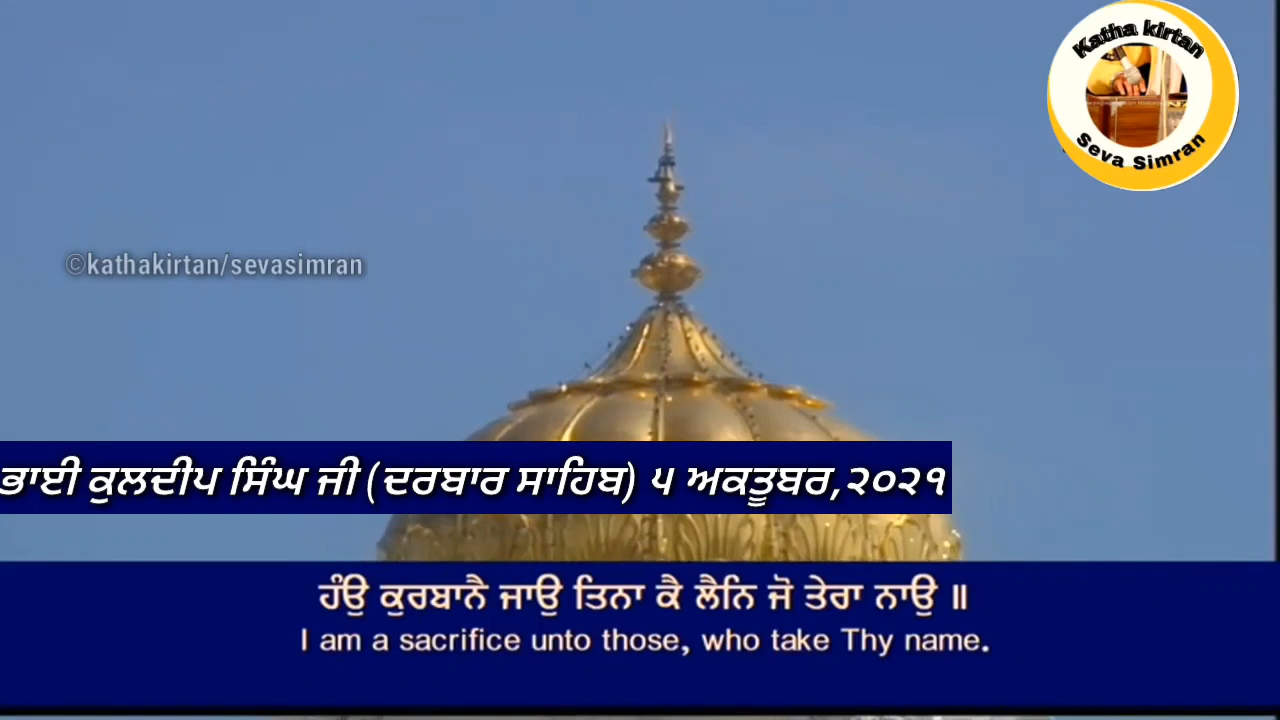 Katha kirtan
Seva Simran
©kathakirtan/sevasimran
ਭਾਈ ਕੁਲਦੀਪ ਸਿੰਘ ਜੀ (ਦਰਬਾਰ ਸਾਹਿਬ) ੫ ਅਕਤੂਬਰ,੨੦੨੧
ਹੰਉ ਕੁਰਬਾਨੈ ਜਾਉ ਤਿਨਾ ਕੈ ਲੈਨਿ ਜੋ ਤੇਰਾ ਨਾਉ ॥
I am a sacrifice unto those, who take Thy name.